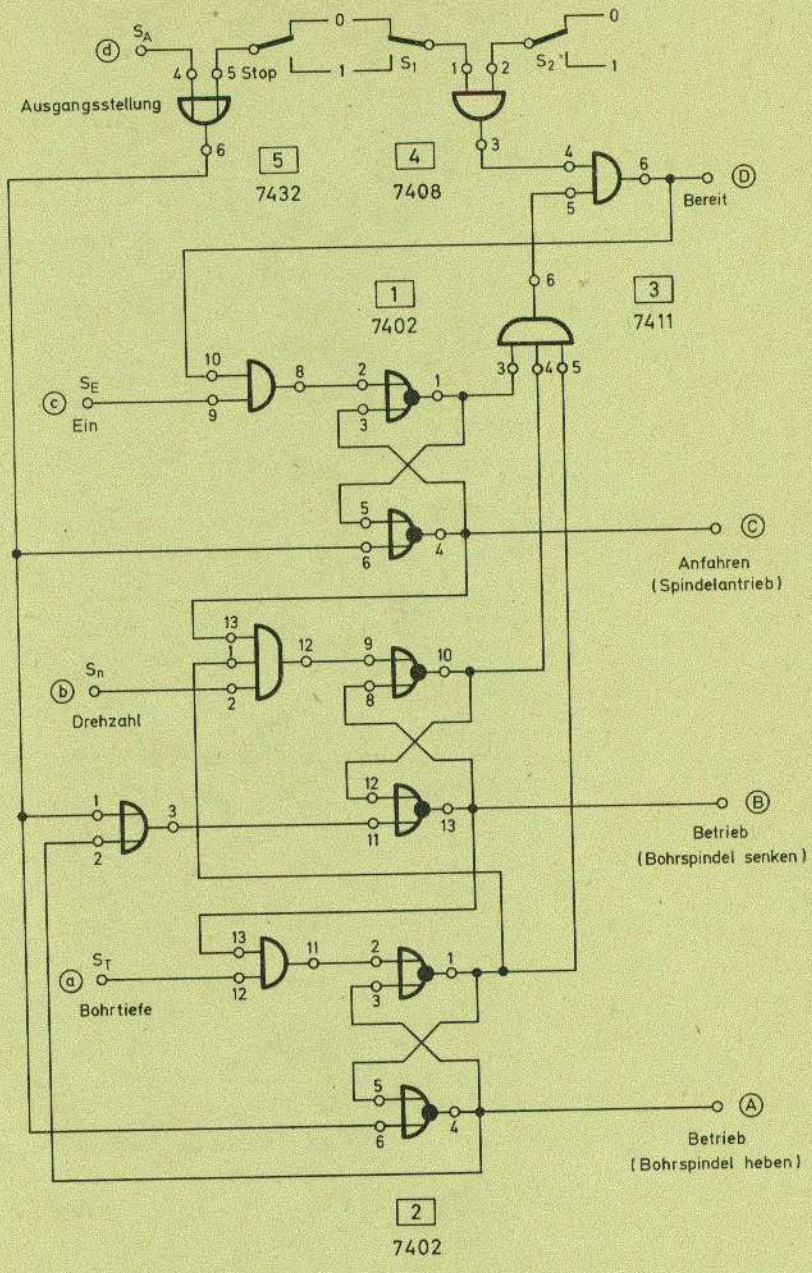 d S_A 0 0
4 5 Stop 1 S_1 1 2 S_2 1
Ausgangsstellung
6 5 4 3 4 6 D
7432 7408 5 Bereit
1 6 3
7402 7411
10 8 2 1 3 4 5
c S_E 9 3
Ein
5
6 4 C
Anfahren
(Spindelantrieb)
13
1 12 9 10
b S_n 2 8
Drehzahl
12
1 3 11 13 B
2 Betrieb
(Bohrspindel senken)
13 11 2 1
a S_T 12 3
Bohrtiefe
5
6 4 A
Betrieb
(Bohrspindel heben)
2
7402